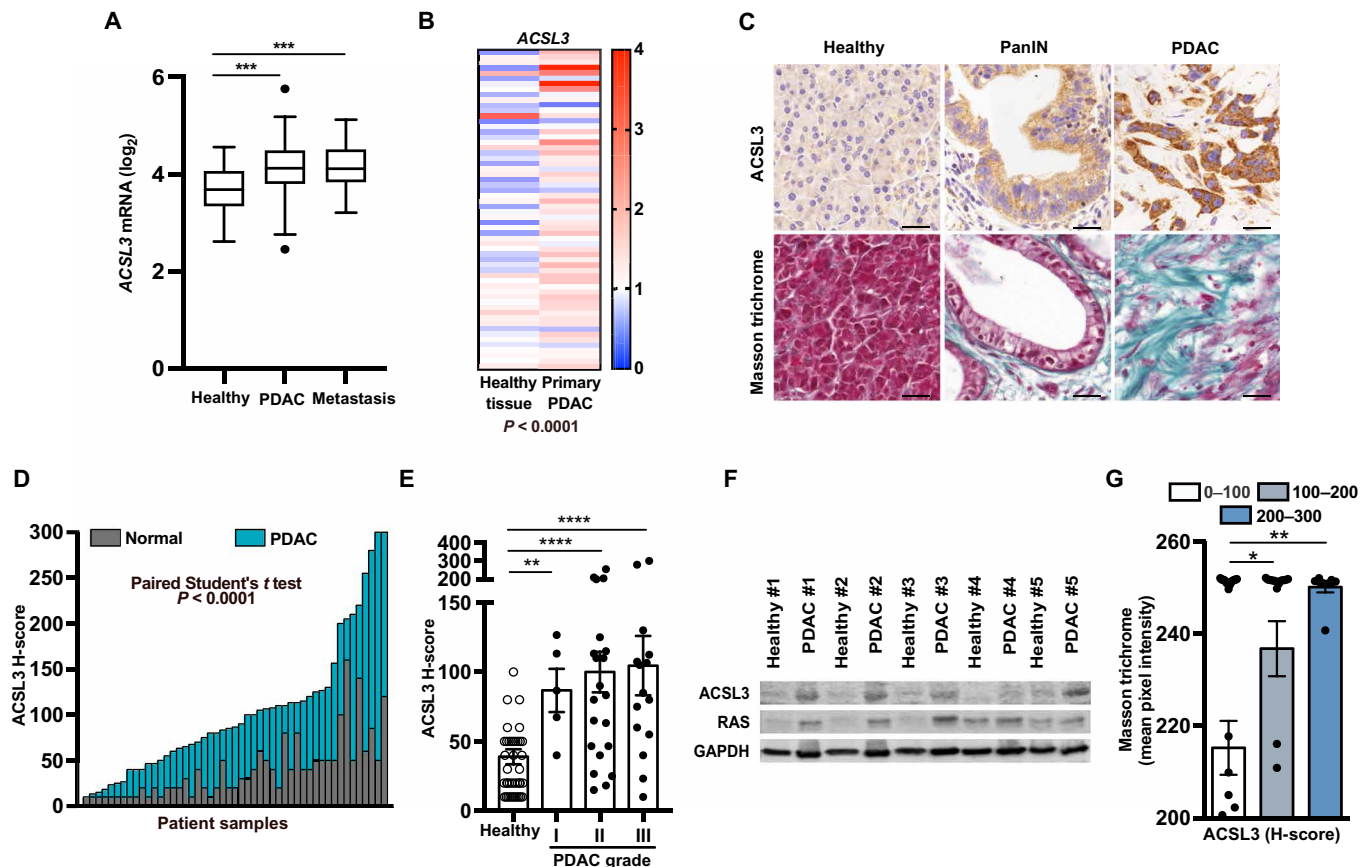 A
***
***
6
4
2
0
ACSL3 mRNA (log2)
Healthy
PDAC
Metastasis
B
ACSL3
4
3
2
1
0
Healthy
tissue
Primary
PDAC
P < 0.0001
C
Healthy
PanIN
PDAC
ACSL3
Masson trichrome
D
Normal
PDAC
Paired Student's t test
P < 0.0001
300
250
200
150
100
50
0
ACSL3 H-score
Patient samples
E
****
****
**
400
300
200
150
100
50
0
ACSL3 H-score
Healthy
I
II
III
PDAC grade
F
Healthy #1
PDAC #1
Healthy #2
PDAC #2
Healthy #3
PDAC #3
Healthy #4
PDAC #4
Healthy #5
PDAC #5
ACSL3
RAS
GAPDH
G
0–100
100–200
200–300
**
*
260
240
220
200
Masson trichrome
(mean pixel intensity)
ACSL3 (H-score)